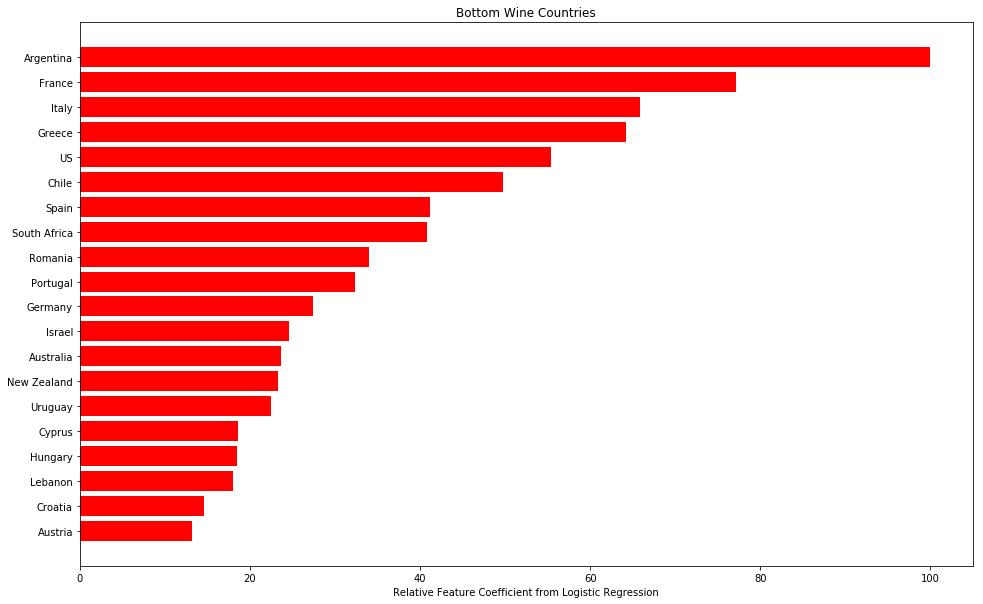 Bottom Wine Countries
Argentina
France
Italy
Greece
US
Chile
Spain
South Africa
Romania
Portugal
Germany
Israel
Australia
New Zealand
Uruguay
Cyprus
Hungary
Lebanon
Croatia
Austria
0 20 40 60 80 100
Relative Feature Coefficient from Logistic Regression